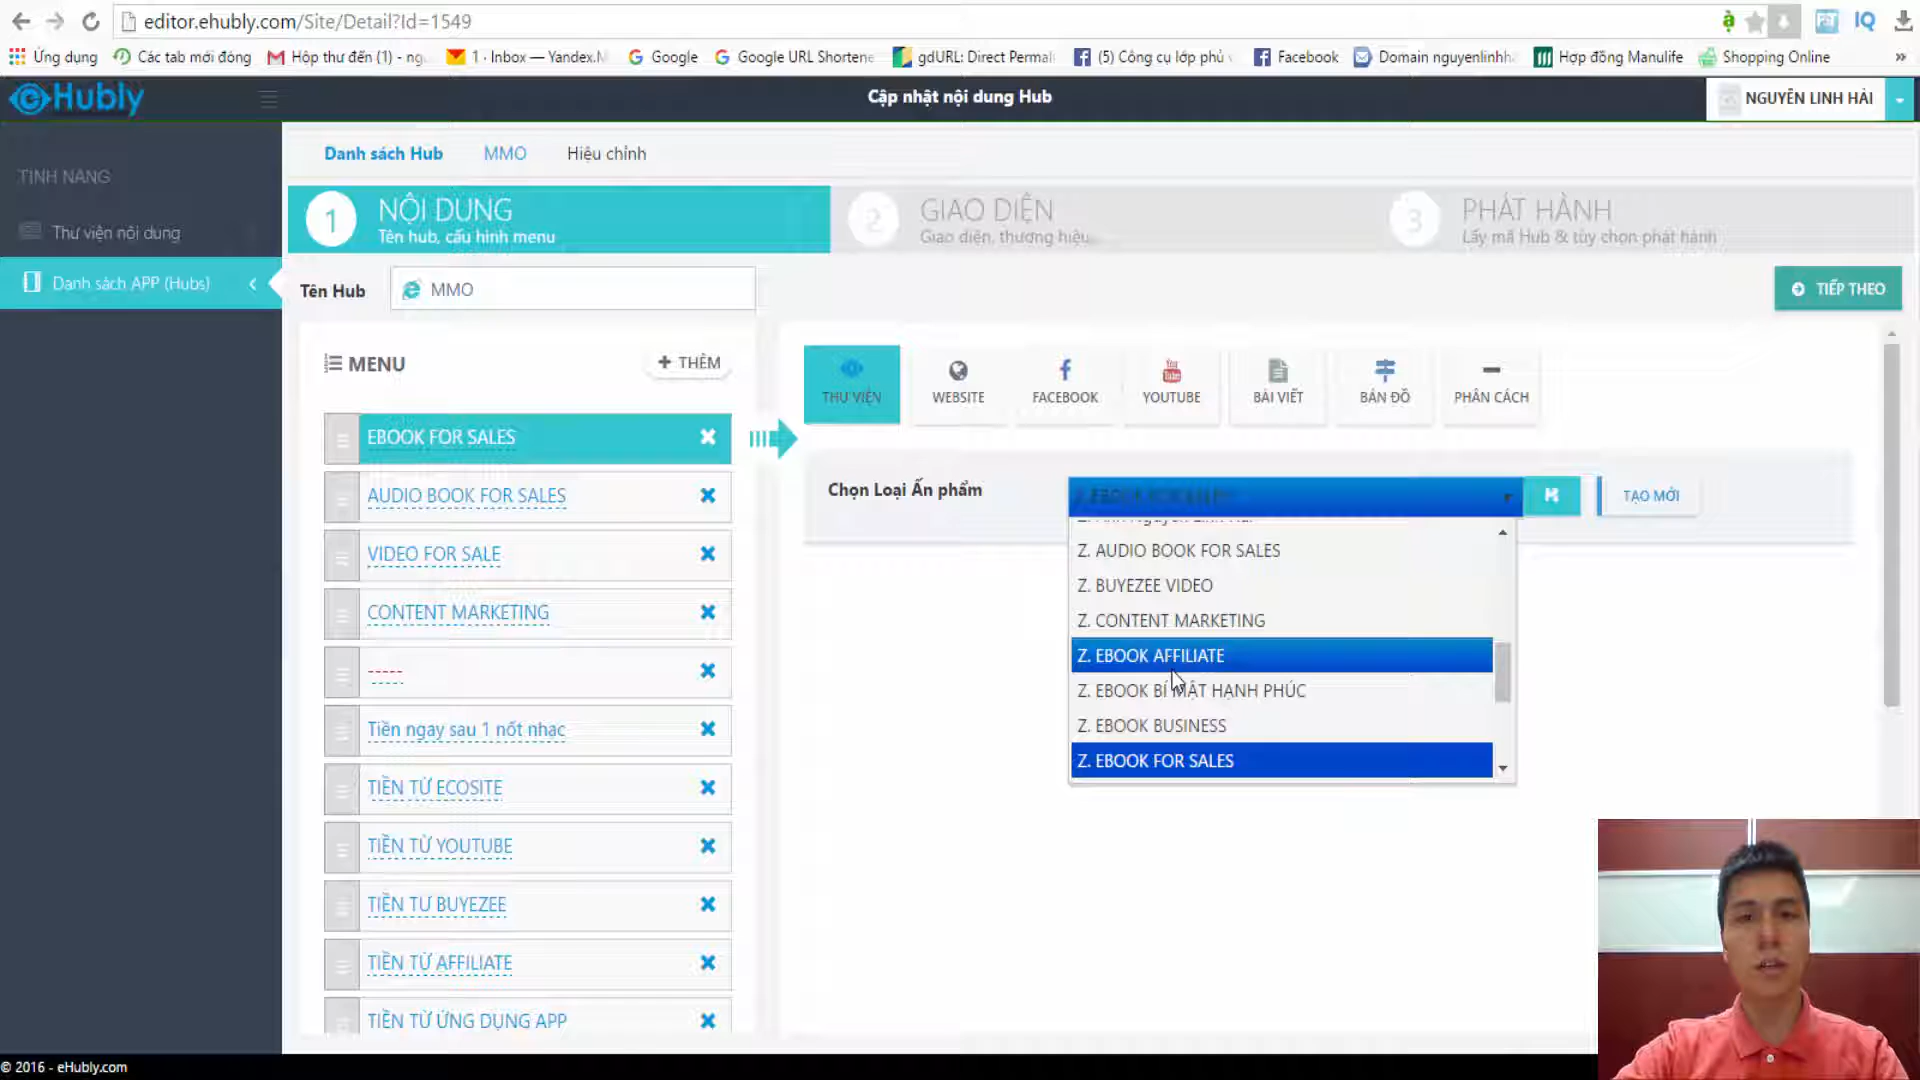 editor.ehubly.com/Site/Detail?Id=1549
Ứng dụng
Các tab mới đóng
Hộp thư đến (1) - ng
1 · Inbox — Yandex.M
Google
Google URL Shortene
gdURL: Direct Permal
(5) Công cụ lớp phủ
Facebook
Domain nguyenlinhh
Hợp đồng Manulife
Shopping Online
»
eHubly
Cập nhật nội dung Hub
NGUYỄN LINH HẢI
TÍNH NĂNG
Thư viện nội dung
Danh sách APP (Hubs)
Danh sách Hub
MMO
Hiệu chỉnh
1
NỘI DUNG
Tên hub, cấu hình menu
2
GIAO DIỆN
Giao diện, thương hiệu...
3
PHÁT HÀNH
Lấy mã Hub & tùy chọn phát hành
Tên Hub
MMO
TIẾP THEO
MENU
+ THÊM
EBOOK FOR SALES
AUDIO BOOK FOR SALES
VIDEO FOR SALE
CONTENT MARKETING
-----
Tiền ngay sau 1 nốt nhạc
TIỀN TỪ ECOSITE
TIỀN TỪ YOUTUBE
TIỀN TỪ BUYEZEE
TIỀN TỪ AFFILIATE
TIỀN TỪ ỨNG DỤNG APP
THƯ VIỆN
WEBSITE
FACEBOOK
You Tube
YOUTUBE
BÀI VIẾT
BẢN ĐỒ
PHÂN CÁCH
Chọn Loại Ấn phẩm
Z. EBOOK FOR SALES
TẠO MỚI
Z. AUDIO BOOK FOR SALES
Z. BUYEZEE VIDEO
Z. CONTENT MARKETING
Z. EBOOK AFFILIATE
Z. EBOOK BÍ MẬT HẠNH PHÚC
Z. EBOOK BUSINESS
Z. EBOOK FOR SALES
© 2016 - eHubly.com